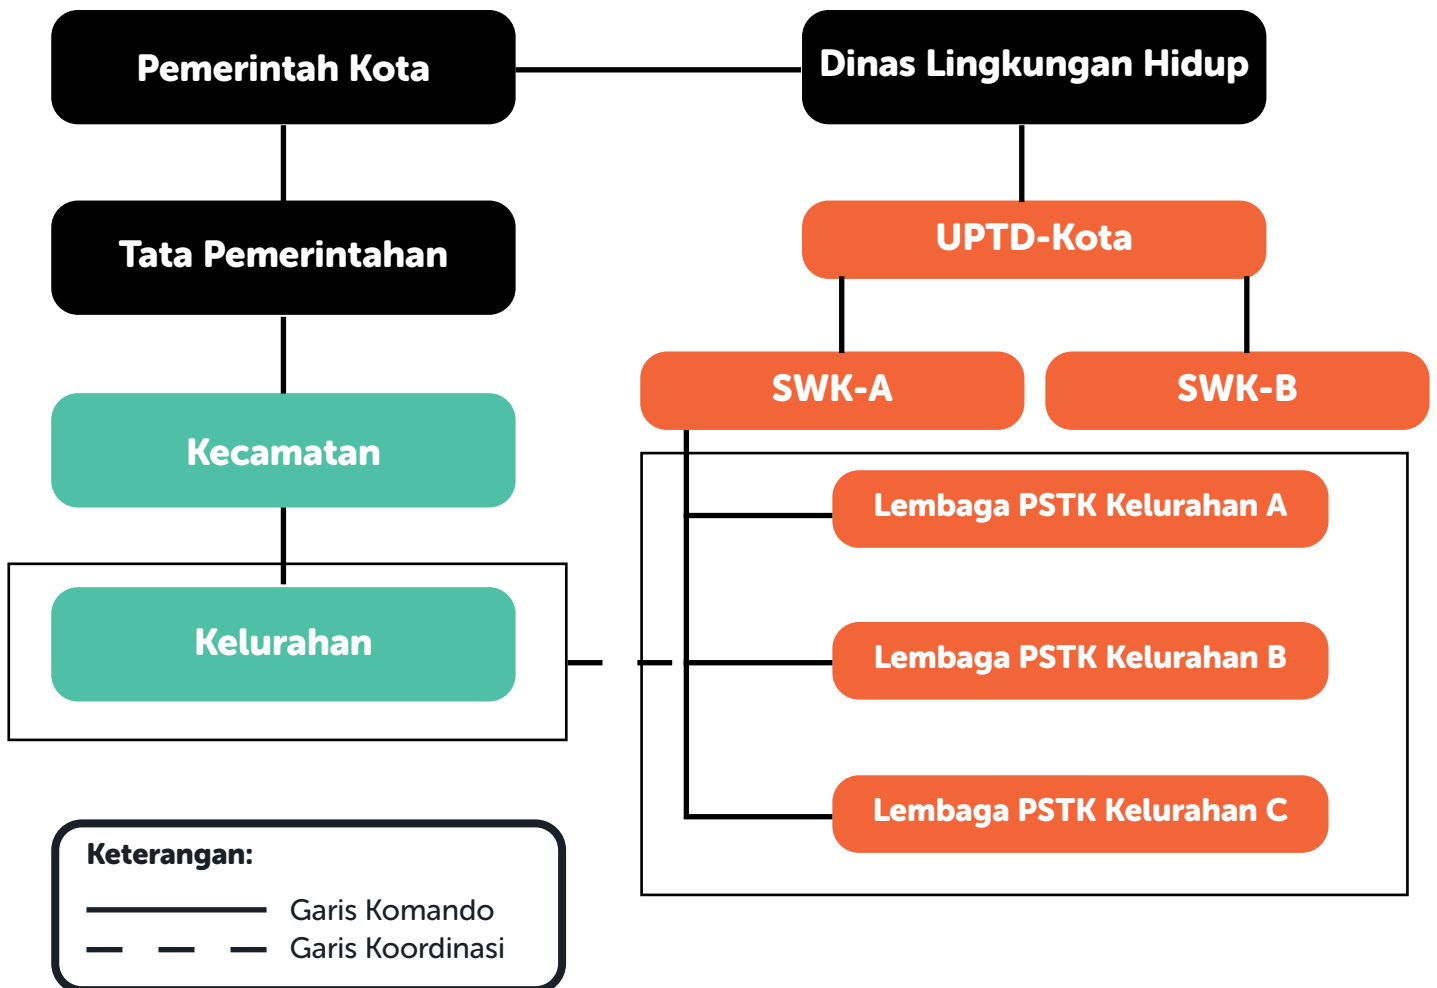 Pemerintah Kota
Dinas Lingkungan Hidup
Tata Pemerintahan
UPTD-Kota
SWK-A
SWK-B
Kecamatan
Lembaga PSTK Kelurahan A
Kelurahan
Lembaga PSTK Kelurahan B
Lembaga PSTK Kelurahan C
Keterangan:
Garis Komando
Garis Koordinasi